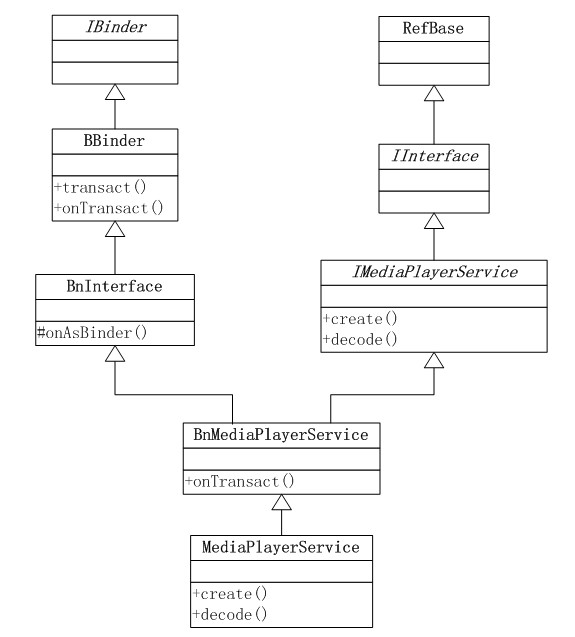 IBinder
RefBase
BBinder
+transact()
+onTransact()
IInterface
BnInterface
#onAsBinder()
IMediaPlayerService
+create()
+decode()
BnMediaPlayerService
+onTransact()
MediaPlayerService
+create()
+decode()